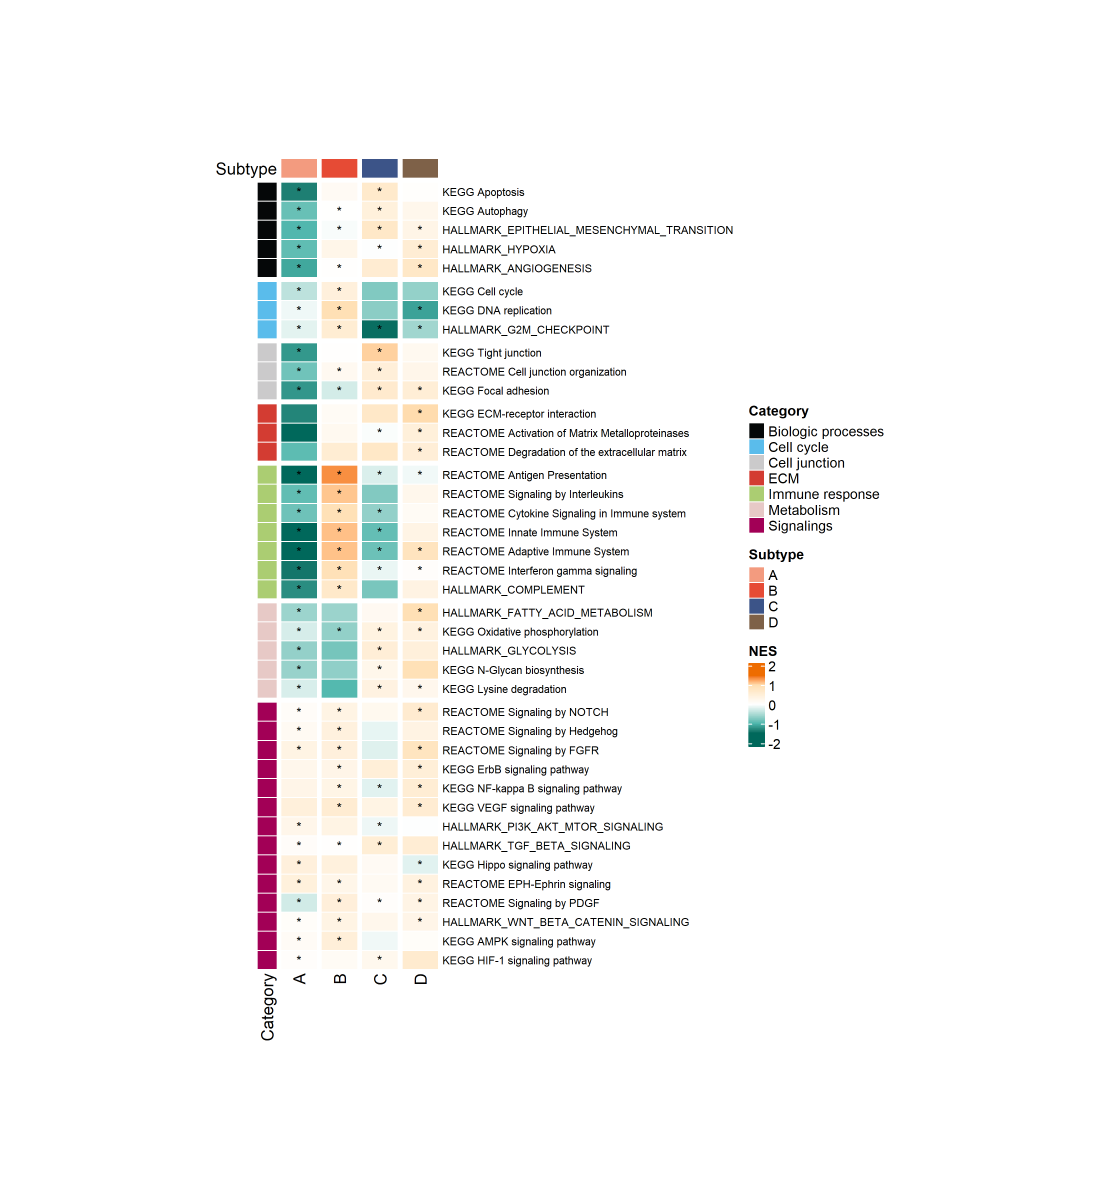 Subtype
* * KEGG Apoptosis
* * * KEGG Autophagy
* * * * HALLMARK_EPITHELIAL_MESENCHYMAL_TRANSITION
* * * HALLMARK_HYPOXIA
* * * HALLMARK_ANGIOGENESIS
* * KEGG Cell cycle
* * * KEGG DNA replication
* * * * HALLMARK_G2M_CHECKPOINT
* * KEGG Tight junction
* * * REACTOME Cell junction organization
* * * * KEGG Focal adhesion
* KEGG ECM-receptor interaction
* * REACTOME Activation of Matrix Metalloproteinases
* REACTOME Degradation of the extracellular matrix
* * * * REACTOME Antigen Presentation
* * REACTOME Signaling by Interleukins
* * * REACTOME Cytokine Signaling in Immune system
* * * REACTOME Innate Immune System
* * * * REACTOME Adaptive Immune System
* * * * REACTOME Interferon gamma signaling
* * HALLMARK_COMPLEMENT
* * HALLMARK_FATTY_ACID_METABOLISM
* * * * KEGG Oxidative phosphorylation
* * HALLMARK_GLYCOLYSIS
* * KEGG N-Glycan biosynthesis
* * * KEGG Lysine degradation
* * * REACTOME Signaling by NOTCH
* * REACTOME Signaling by Hedgehog
* * * REACTOME Signaling by FGFR
* * KEGG ErbB signaling pathway
* * * KEGG NF-kappa B signaling pathway
* * KEGG VEGF signaling pathway
* * HALLMARK_PI3K_AKT_MTOR_SIGNALING
* * * HALLMARK_TGF_BETA_SIGNALING
* * KEGG Hippo signaling pathway
* * * REACTOME EPH-Ephrin signaling
* * * * REACTOME Signaling by PDGF
* * * HALLMARK_WNT_BETA_CATENIN_SIGNALING
* * KEGG AMPK signaling pathway
* * KEGG HIF-1 signaling pathway
Category
A
B
C
D
Category
Biologic processes
Cell cycle
Cell junction
ECM
Immune response
Metabolism
Signalings
Subtype
A
B
C
D
NES
2
1
0
-1
-2